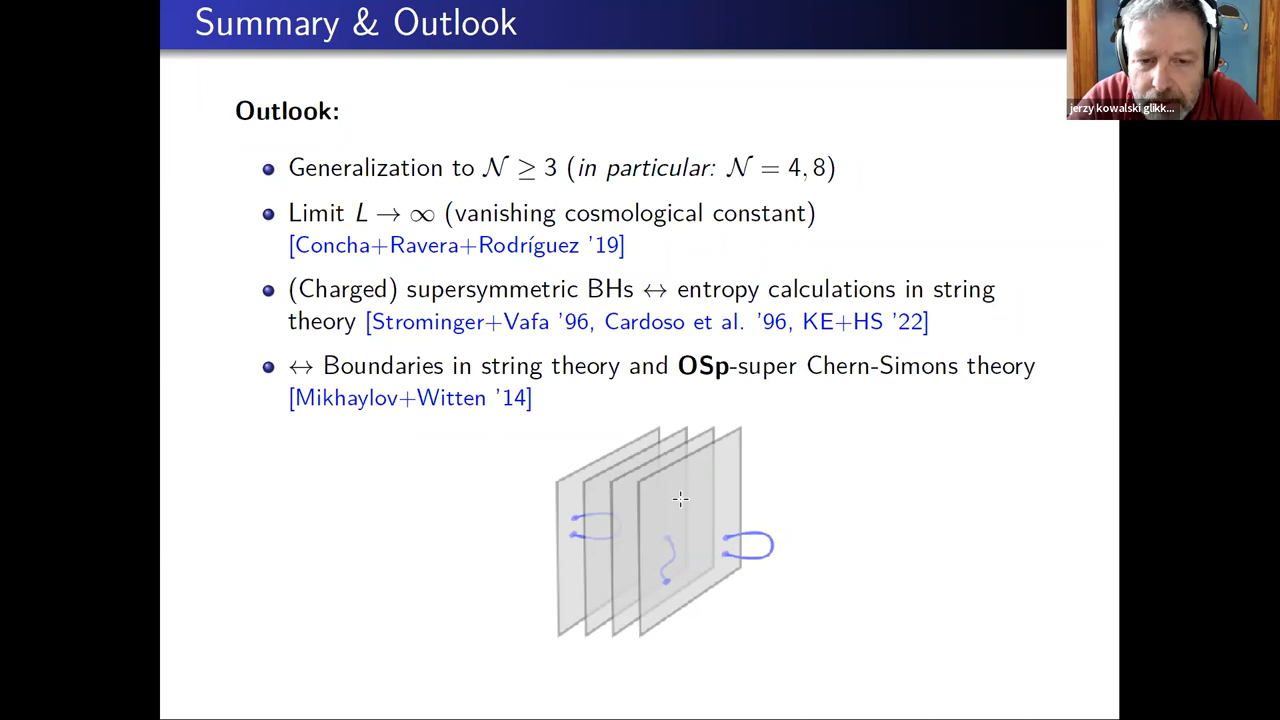 Summary & Outlook
jerzy kowalski glikk...
Outlook:
Generalization to 𝒩 ≥ 3 (in particular: 𝒩 = 4, 8)
Limit L → ∞ (vanishing cosmological constant)
[Concha+Ravera+Rodríguez '19]
(Charged) supersymmetric BHs ↔ entropy calculations in string
theory [Strominger+Vafa '96, Cardoso et al. '96, KE+HS '22]
↔ Boundaries in string theory and OSp-super Chern-Simons theory
[Mikhaylov+Witten '14]